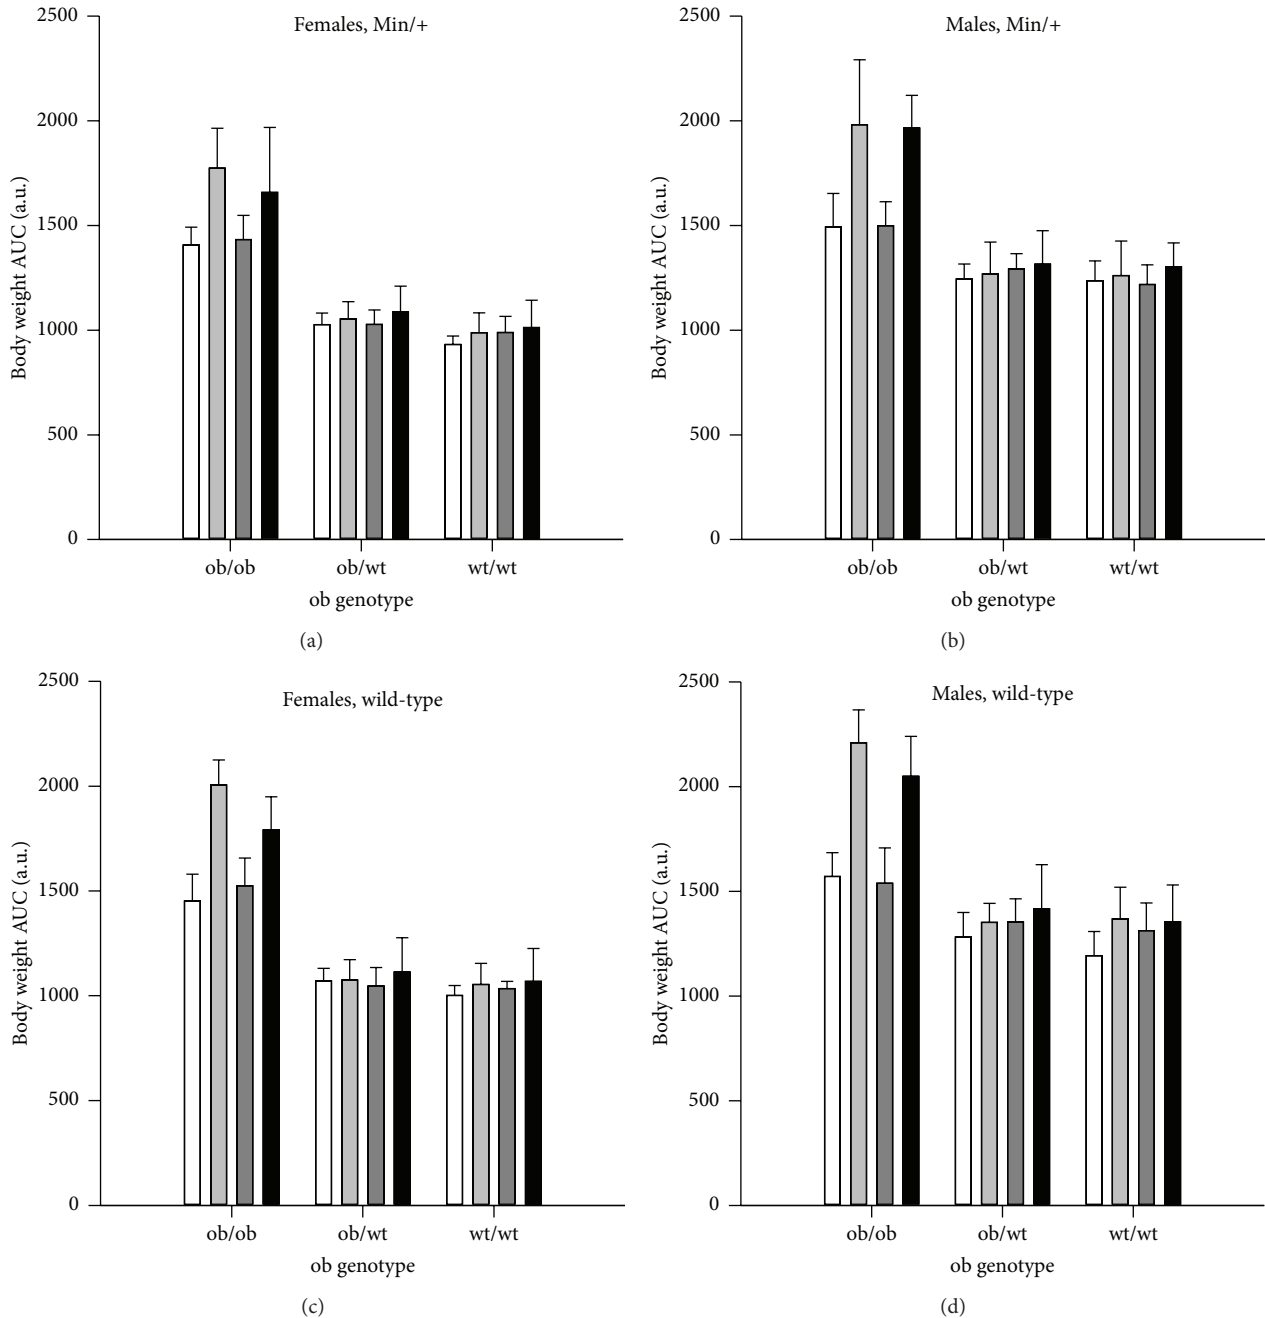 Females, Min/+
2500
2000
1500
1000
500
0
Body weight AUC (a.u.)
ob/ob ob/wt wt/wt
ob genotype
(a)
Males, Min/+
2500
2000
1500
1000
500
0
Body weight AUC (a.u.)
ob/ob ob/wt wt/wt
ob genotype
(b)
Females, wild-type
2500
2000
1500
1000
500
0
Body weight AUC (a.u.)
ob/ob ob/wt wt/wt
ob genotype
(c)
Males, wild-type
2500
2000
1500
1000
500
0
Body weight AUC (a.u.)
ob/ob ob/wt wt/wt
ob genotype
(d)